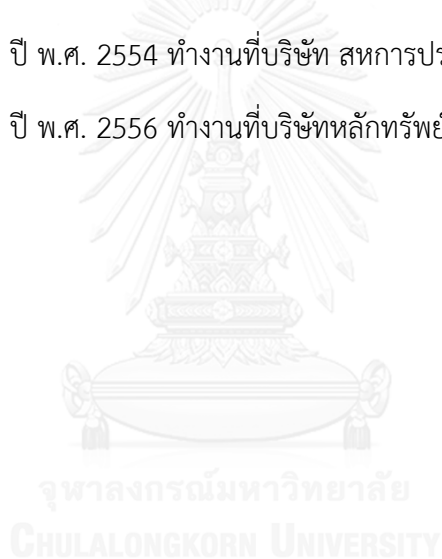 ปี พ.ศ. 2554 ทำงานที่บริษัท สหการประ
ปี พ.ศ. 2556 ทำงานที่บริษัทหลักทรัพย์
จุฬาลงกรณ์มหาวิทยาลัย
CHULALONGKORN UNIVERSITY